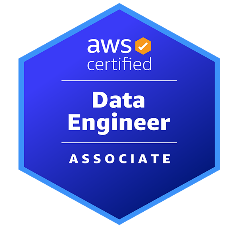 aws
certified
Data
Engineer
ASSOCIATE